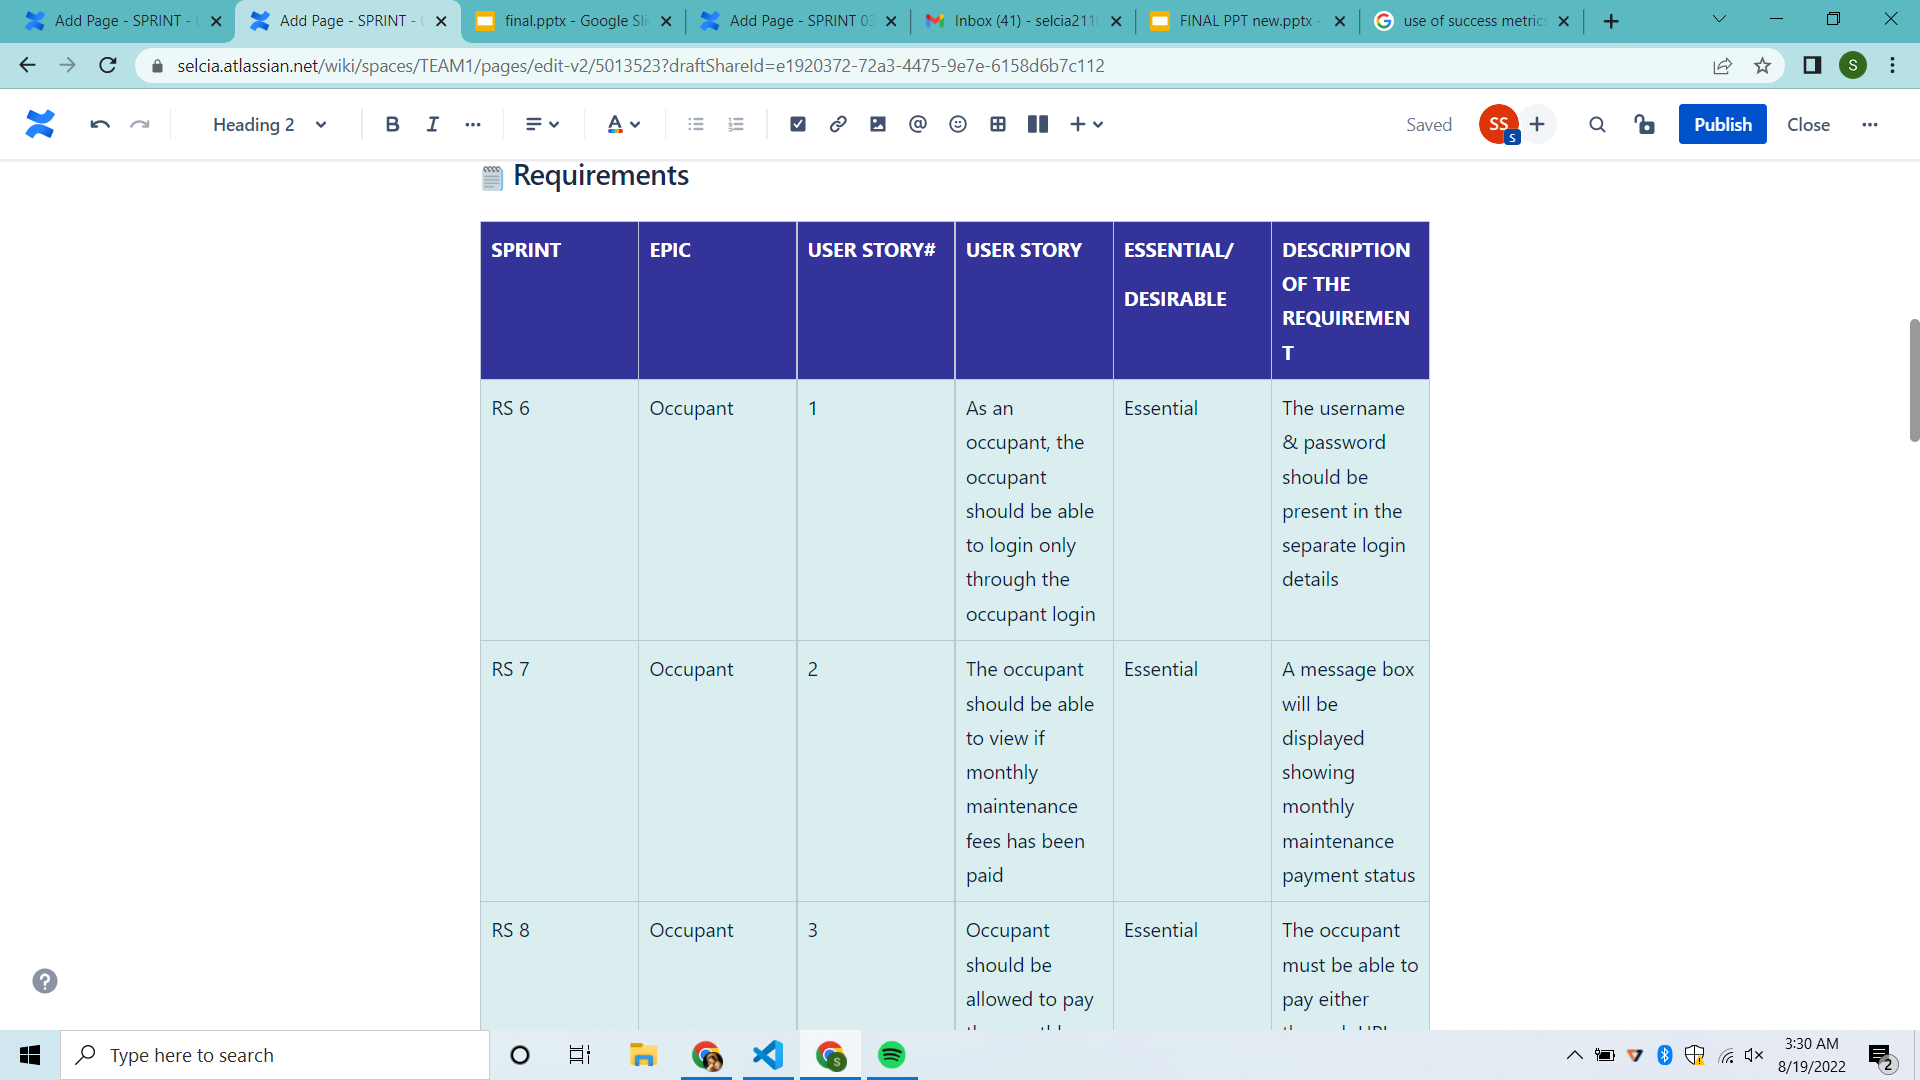 Add Page - SPRINT -
Add Page - SPRINT -
final.pptx - Google Sli
Add Page - SPRINT 03
Inbox (41) - selcia211
FINAL PPT new.pptx -
use of success metric
selcia.atlassian.net/wiki/spaces/TEAM1/pages/edit-v2/5013523?draftShareId=e1920372-72a3-4475-9e7e-6158d6b7c112
S
Heading 2
B
I
A
Saved
SS
S
Publish
Close
Requirements
SPRINT
EPIC
USER STORY#
USER STORY
ESSENTIAL/
DESIRABLE
DESCRIPTION
OF THE
REQUIREMEN
T
RS 6
Occupant
1
As an
occupant, the
occupant
should be able
to login only
through the
occupant login
Essential
The username
& password
should be
present in the
separate login
details
RS 7
Occupant
2
The occupant
should be able
to view if
monthly
maintenance
fees has been
paid
Essential
A message box
will be
displayed
showing
monthly
maintenance
payment status
RS 8
Occupant
3
Occupant
should be
allowed to pay
Essential
The occupant
must be able to
pay either
Type here to search
3:30 AM
8/19/2022
2